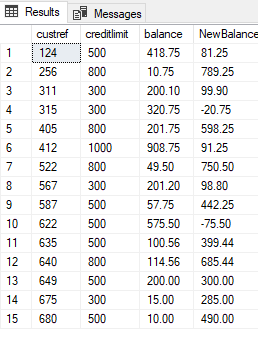 Results Messages
custref creditlimit balance NewBalance
1 124 500 418.75 81.25
2 256 800 10.75 789.25
3 311 300 200.10 99.90
4 315 300 320.75 -20.75
5 405 800 201.75 598.25
6 412 1000 908.75 91.25
7 522 800 49.50 750.50
8 567 300 201.20 98.80
9 587 500 57.75 442.25
10 622 500 575.50 -75.50
11 635 500 100.56 399.44
12 640 800 114.56 685.44
13 649 500 200.00 300.00
14 675 300 15.00 285.00
15 680 500 10.00 490.00